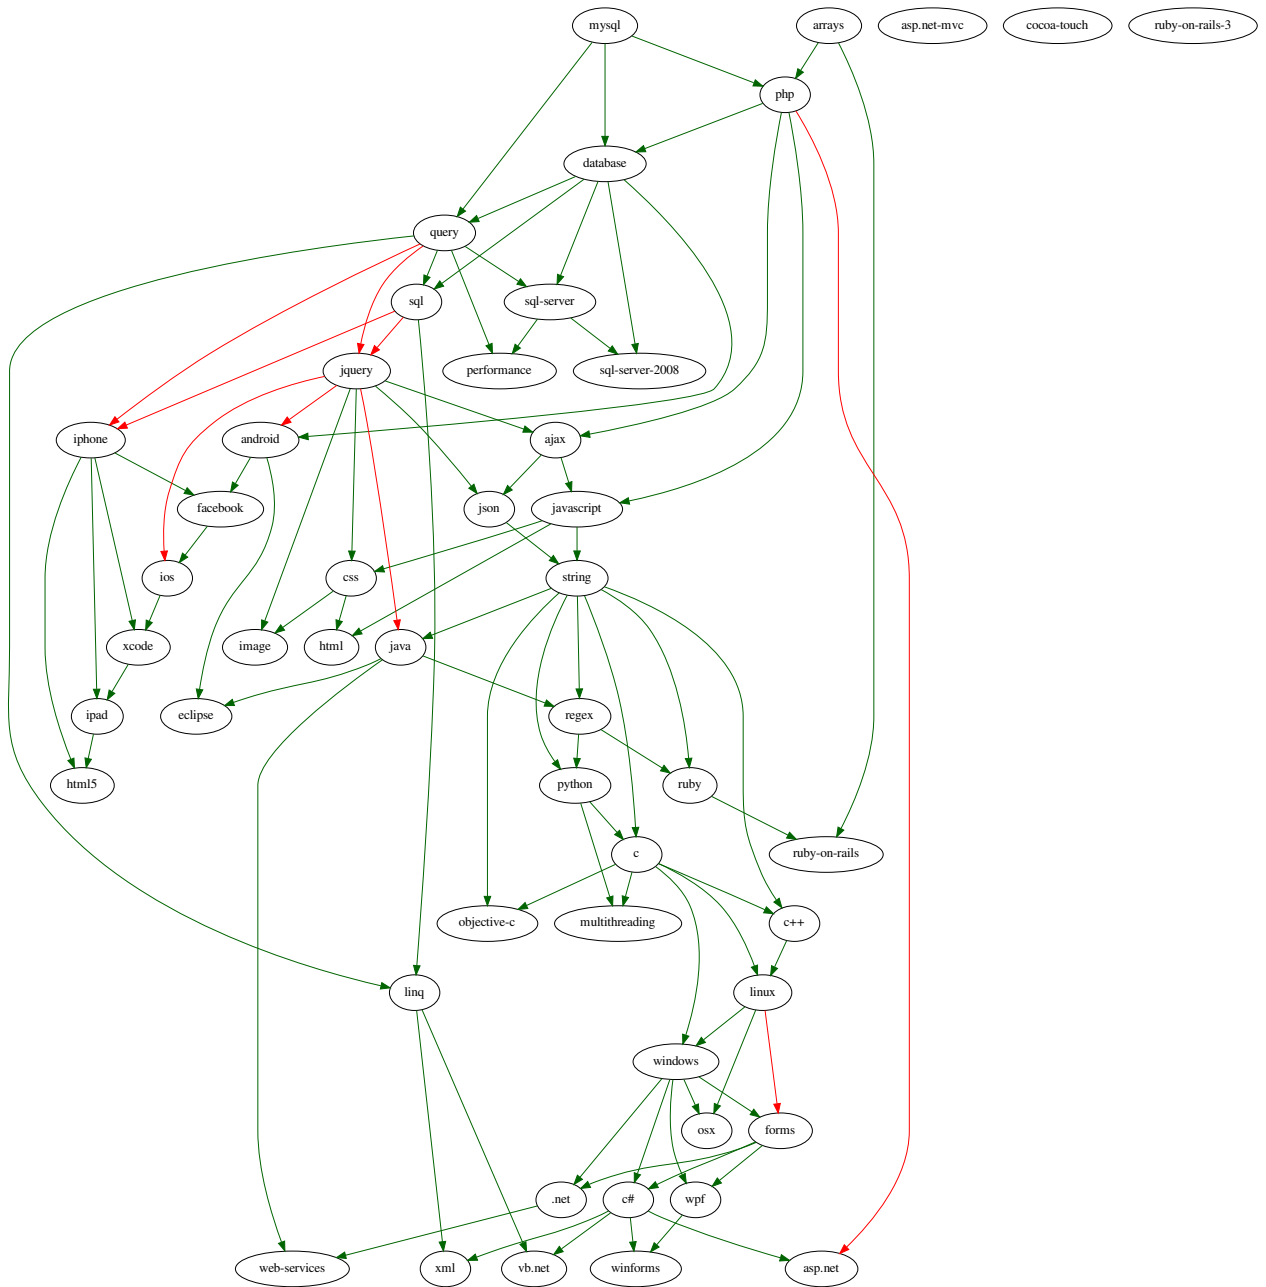 mysql
arrays
asp.net-mvc
cocoa-touch
ruby-on-rails-3
php
database
query
sql
sql-server
jquery
performance
sql-server-2008
iphone
android
ajax
facebook
json
javascript
ios
css
string
xcode
image
html
java
ipad
eclipse
regex
html5
python
ruby
c
ruby-on-rails
objective-c
multithreading
c++
linq
linux
windows
osx
forms
.net
c#
wpf
web-services
xml
vb.net
winforms
asp.net